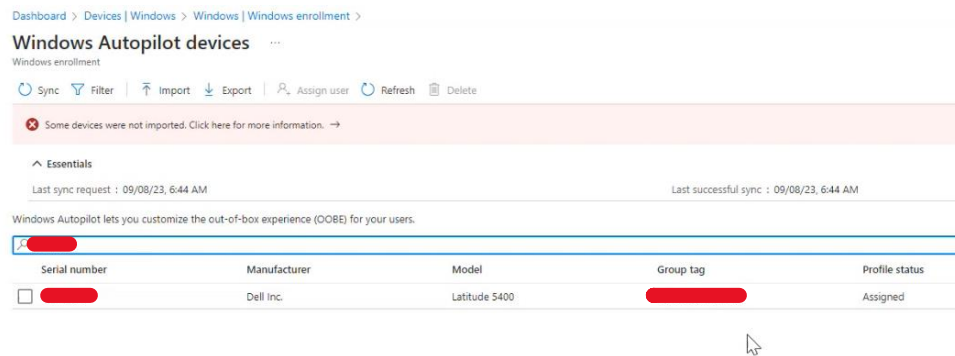 Dashboard > Devices | Windows > Windows | Windows enrollment >
Windows Autopilot devices ...
Windows enrollment
Sync Filter Import Export Assign user Refresh Delete
Some devices were not imported. Click here for more information. →
Essentials
Last sync request : 09/08/23, 6:44 AM Last successful sync : 09/08/23, 6:44 AM
Windows Autopilot lets you customize the out-of-box experience (OOBE) for your users.
Serial number Manufacturer Model Group tag Profile status
Dell Inc. Latitude 5400 Assigned